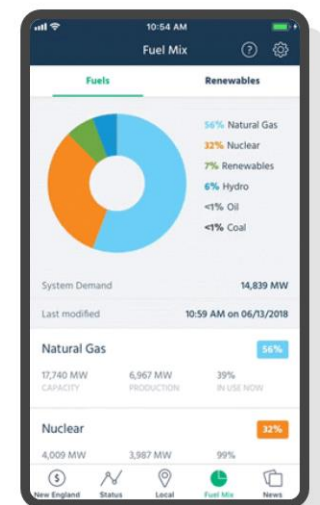 10:54 AM
Fuel Mix ?
Fuels Renewables
56% Natural Gas
32% Nuclear
7% Renewables
6% Hydro
<1% Oil
<1% Coal
System Demand 14,839 MW
Last modified 10:59 AM on 06/13/2018
Natural Gas 56%
17,740 MW 6,967 MW 39%
CAPACITY PRODUCTION IN USE NOW
Nuclear 32%
4,009 MW 3,987 MW 99%
$
New England Status Local Fuel Mix News